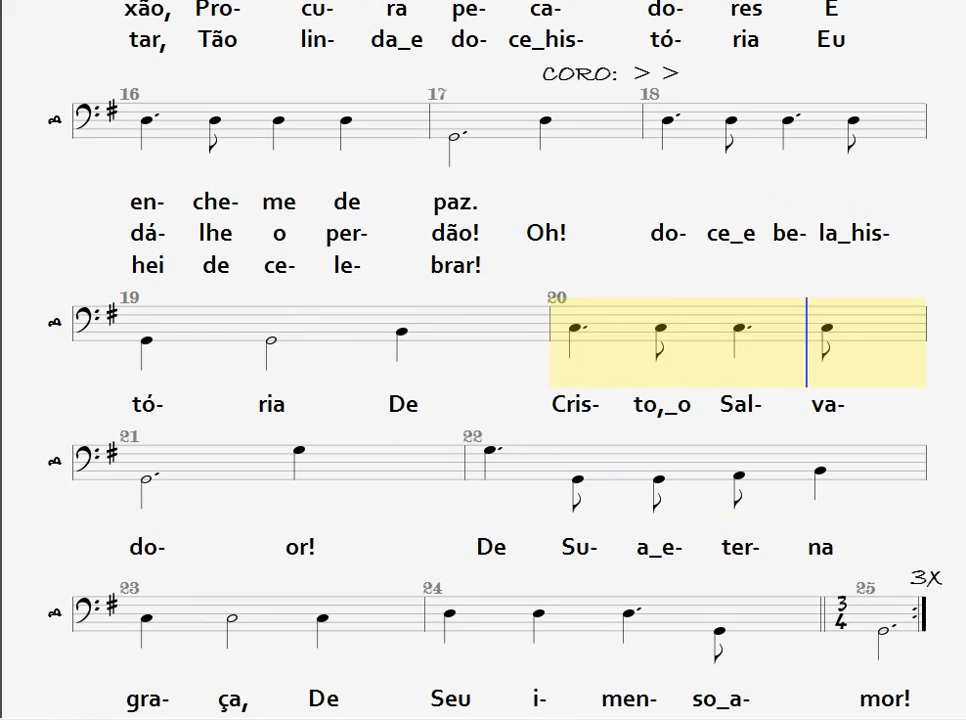 xão, Pro- cu- ra pe- ca- do- res E
tar, Tão lin- da_e do- ce_his- tó- ria Eu
CORO: > >
16 17 18
B
en- che- me de paz.
dá- lhe o per- dão! Oh! do- ce_e be- la_his-
hei de ce- le- brar!
19 20
B
tó- ria De Cris- to,_o Sal- va-
21 22
B
do- or! De Su- a_e- ter- na
3X
23 24 25
B 3 4
gra- ça, De Seu i- men- so_a- mor!